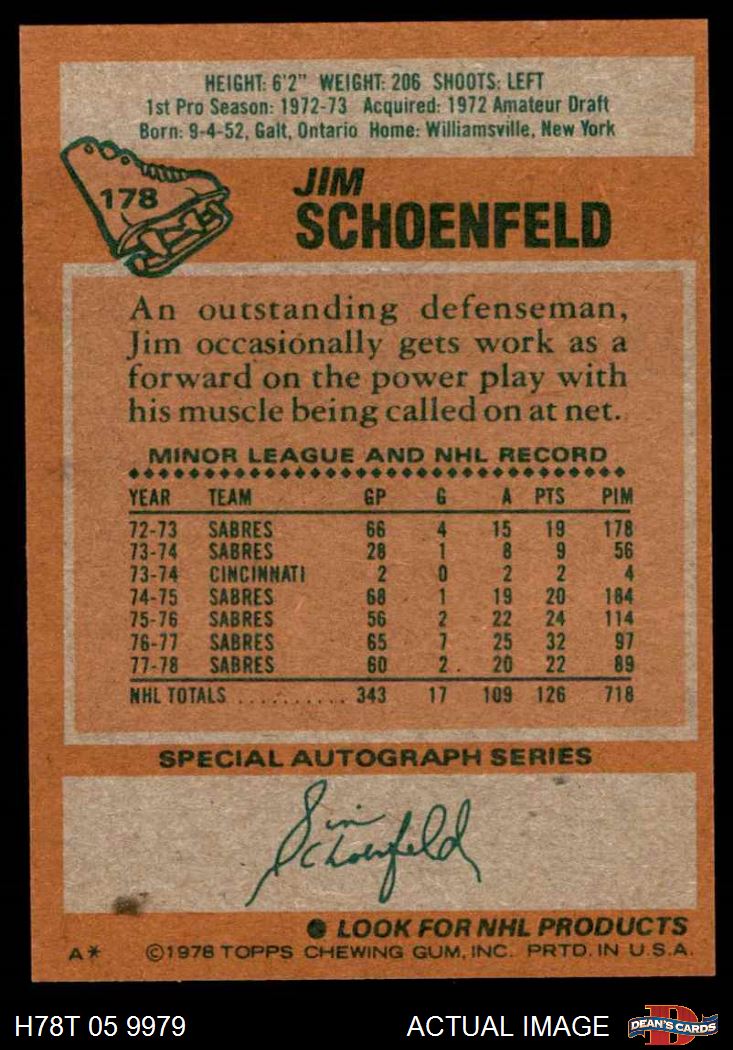 HEIGHT: 6'2" WEIGHT: 206 SHOOTS: LEFT
1st Pro Season: 1972-73 Acquired: 1972 Amateur Draft
Born: 9-4-52, Galt, Ontario Home: Williamsville, New York
178
JIM
SCHOENFELD
An outstanding defenseman,
Jim occasionally gets work as a
forward on the power play with
his muscle being called on at net.
MINOR LEAGUE AND NHL RECORD
YEAR TEAM GP G A PTS PIM
72-73 SABRES 66 4 15 19 178
73-74 SABRES 28 1 8 9 56
73-74 CINCINNATI 2 0 2 2 4
74-75 SABRES 68 1 19 20 184
75-76 SABRES 56 2 22 24 114
76-77 SABRES 65 7 25 32 97
77-78 SABRES 60 2 20 22 89
NHL TOTALS .......... 343 17 109 126 718
SPECIAL AUTOGRAPH SERIES
Jim
Schoenfeld
● LOOK FOR NHL PRODUCTS
A* ©1978 TOPPS CHEWING GUM, INC. PRTD. IN U.S.A.
H78T 05 9979 ACTUAL IMAGE D DEAN'S CARDS